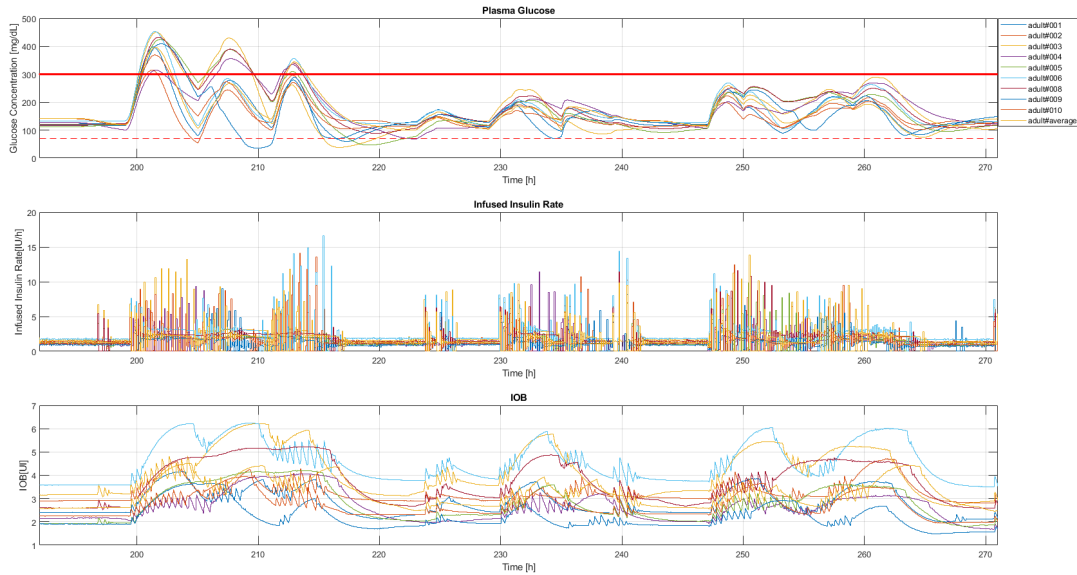 Plasma Glucose
Glucose Concentration [mg/dL]
500
400
300
200
100
0
200
210
220
230
240
250
260
270
Time [h]
adult#001
adult#002
adult#003
adult#004
adult#005
adult#006
adult#008
adult#009
adult#010
adult#average
Infused Insulin Rate
Infused Insulin Rate[IU/h]
20
15
10
5
0
200
210
220
230
240
250
260
270
Time [h]
IOB
IOB[UI]
7
6
5
4
3
2
1
200
210
220
230
240
250
260
270
Time [h]